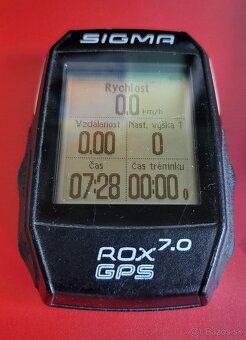 SIGMA
Rychlost
0.0 km/h
Vzdálenost Nast. výška 1
0.00 0
Čas Čas tréninku
07:28 00:00
ROX 7.0
GPS